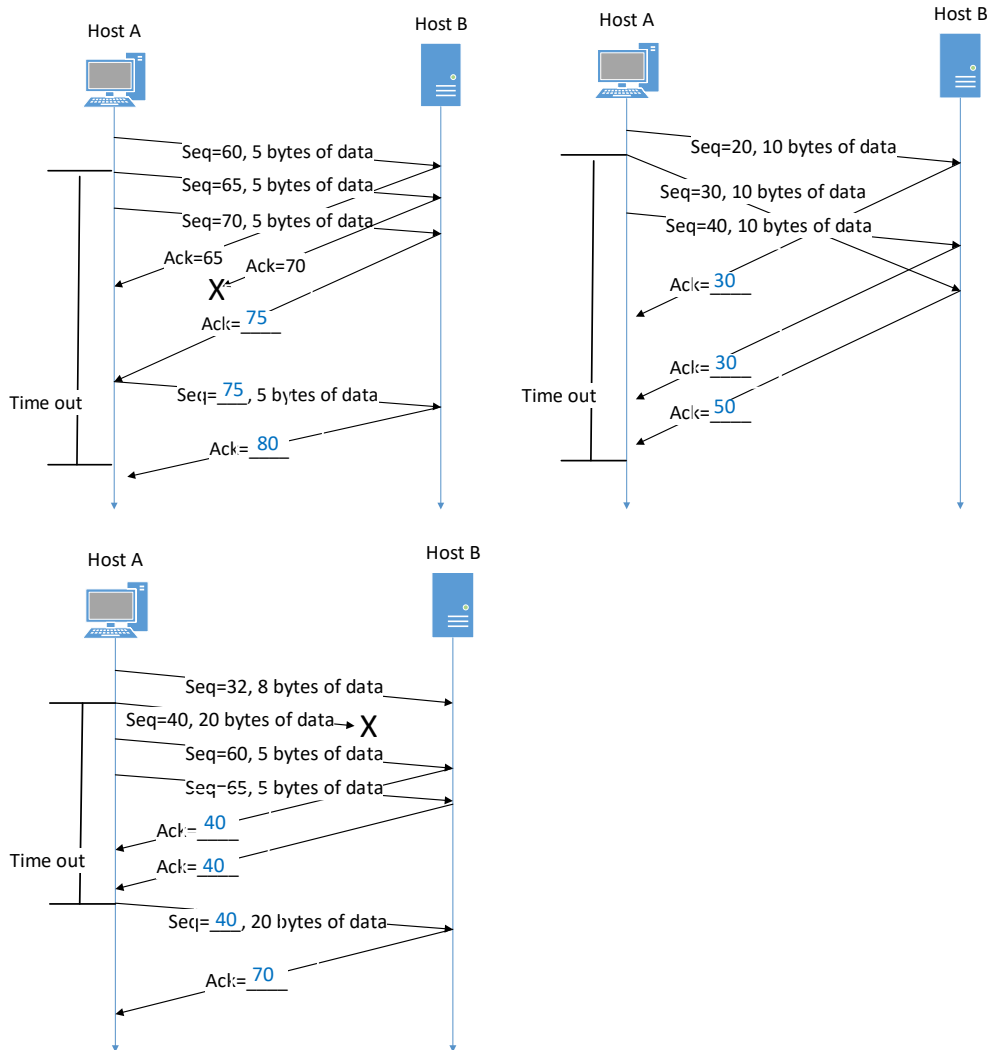 Host A
Host B
Seq=60, 5 bytes of data
Seq=65, 5 bytes of data
Seq=70, 5 bytes of data
Ack=65
Ack=70
X
Ack= 75
Seq= 75, 5 bytes of data
Time out
Ack= 80
Host A
Host B
Seq=20, 10 bytes of data
Seq=30, 10 bytes of data
Seq=40, 10 bytes of data
Ack= 30
Ack= 30
Time out
Ack= 50
Host A
Host B
Seq=32, 8 bytes of data
Seq=40, 20 bytes of data
X
Seq=60, 5 bytes of data
Seq=65, 5 bytes of data
Ack= 40
Time out
Ack= 40
Seq= 40, 20 bytes of data
Ack= 70